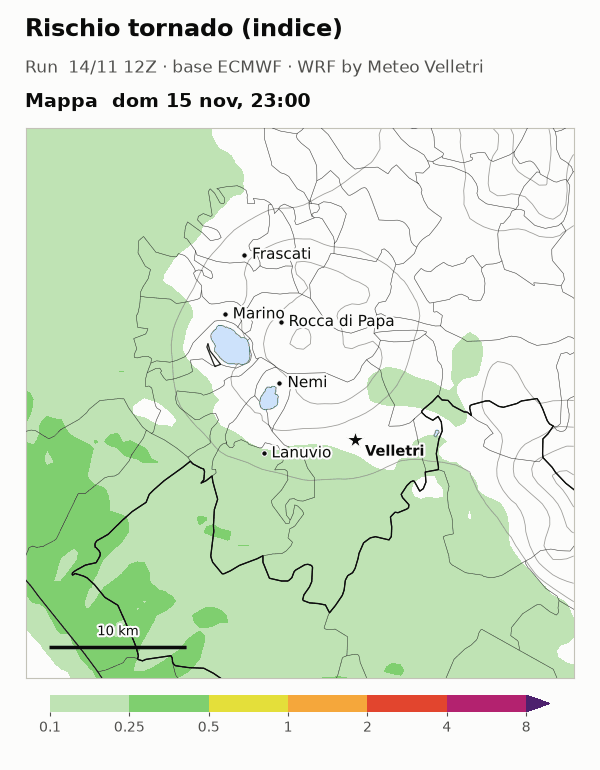 Rischio tornado (indice)
Run  14/11 12Z · base ECMWF · WRF by Meteo Velletri
Mappa  dom 15 nov, 23:00
Frascati
Marino
Rocca di Papa
Nemi
Lanuvio
Velletri
10 km
0.1 0.25 0.5 1 2 4 8